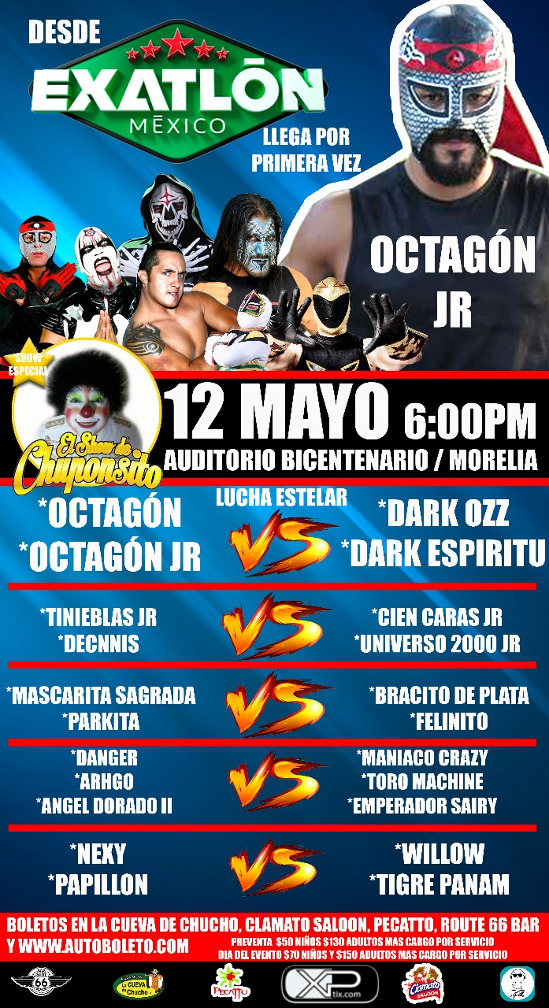 DESDE
EXATLÓN
MÉXICO
LLEGA POR
PRIMERA VEZ
OCTAGÓN
JR
SHOW
ESPECIAL
El Show de
Chuponsito
12 MAYO 6:00PM
AUDITORIO BICENTENARIO / MORELIA
LUCHA ESTELAR
*OCTAGÓN
*OCTAGÓN JR
VS
*DARK OZZ
*DARK ESPIRITU
*TINIEBLAS JR
*DECNNIS
VS
*CIEN CARAS JR
*UNIVERSO 2000 JR
*MASCARITA SAGRADA
*PARKITA
VS
*BRACITO DE PLATA
*FELINITO
*DANGER
*ARHGO
*ANGEL DORADO II
VS
*MANIACO CRAZY
*TORO MACHINE
*EMPERADOR SAIRY
*NEXY
*PAPILLON
VS
*WILLOW
*TIGRE PANAM
BOLETOS EN LA CUEVA DE CHUCHO, CLAMATO SALOON, PECATTO, ROUTE 66 BAR
Y WWW.AUTOBOLETO.COM
PREVENTA $50 NIÑOS $130 ADULTOS MAS CARGO POR SERVICIO
DIA DEL EVENTO $70 NIÑOS Y $150 ADULTOS MAS CARGO POR SERVICIO
66
LA CUEVA
de Chucho
PECATTO
XP
tix.com
Clamato
SALOON